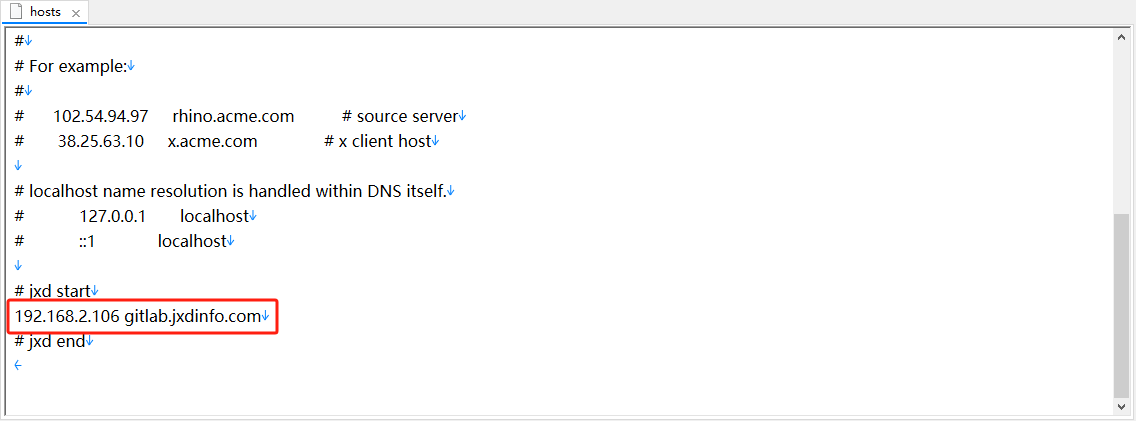 hosts
#
# For example:
#
# 102.54.94.97 rhino.acme.com # source server
# 38.25.63.10 x.acme.com # x client host
# localhost name resolution is handled within DNS itself.
# 127.0.0.1 localhost
# ::1 localhost
# jxd start
192.168.2.106 gitlab.jxdinfo.com
# jxd end